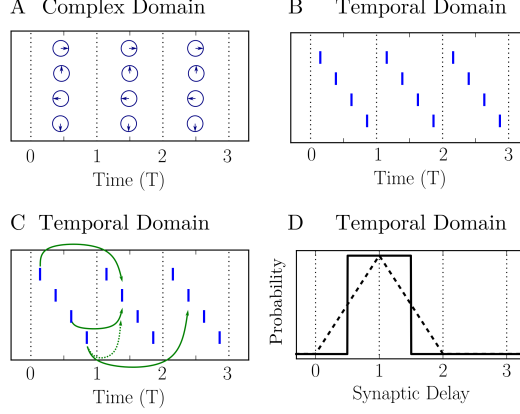 A Complex Domain
B Temporal Domain
0 1 2 3
Time (T)
0 1 2 3
Time (T)
C Temporal Domain
D Temporal Domain
Probability
0 1 2 3
Time (T)
0 1 2 3
Synaptic Delay